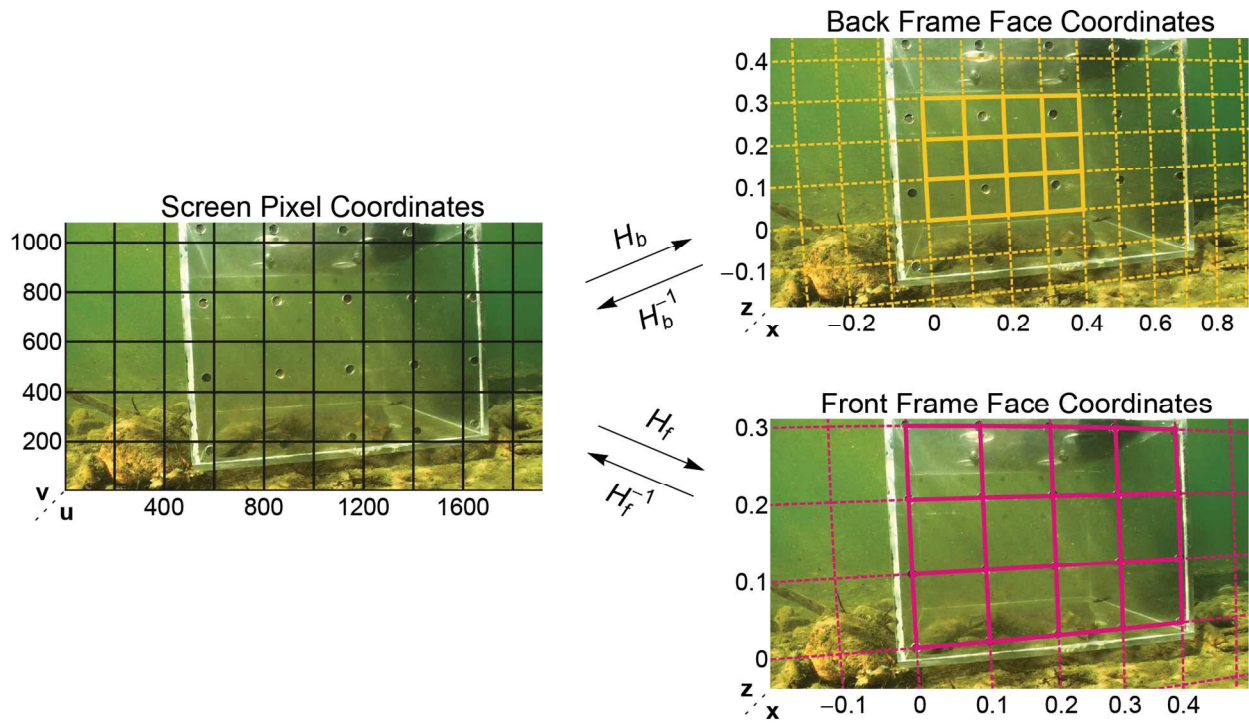 Back Frame Face Coordinates
0.4
0.3
0.2
0.1
0
−0.1
z
x
−0.2 0 0.2 0.4 0.6 0.8
Screen Pixel Coordinates
1000
800
600
400
200
v
u
400 800 1200 1600
H_b
H_b^{-1}
H_f
H_f^{-1}
Front Frame Face Coordinates
0.3
0.2
0.1
0
z
x
−0.1 0 0.1 0.2 0.3 0.4